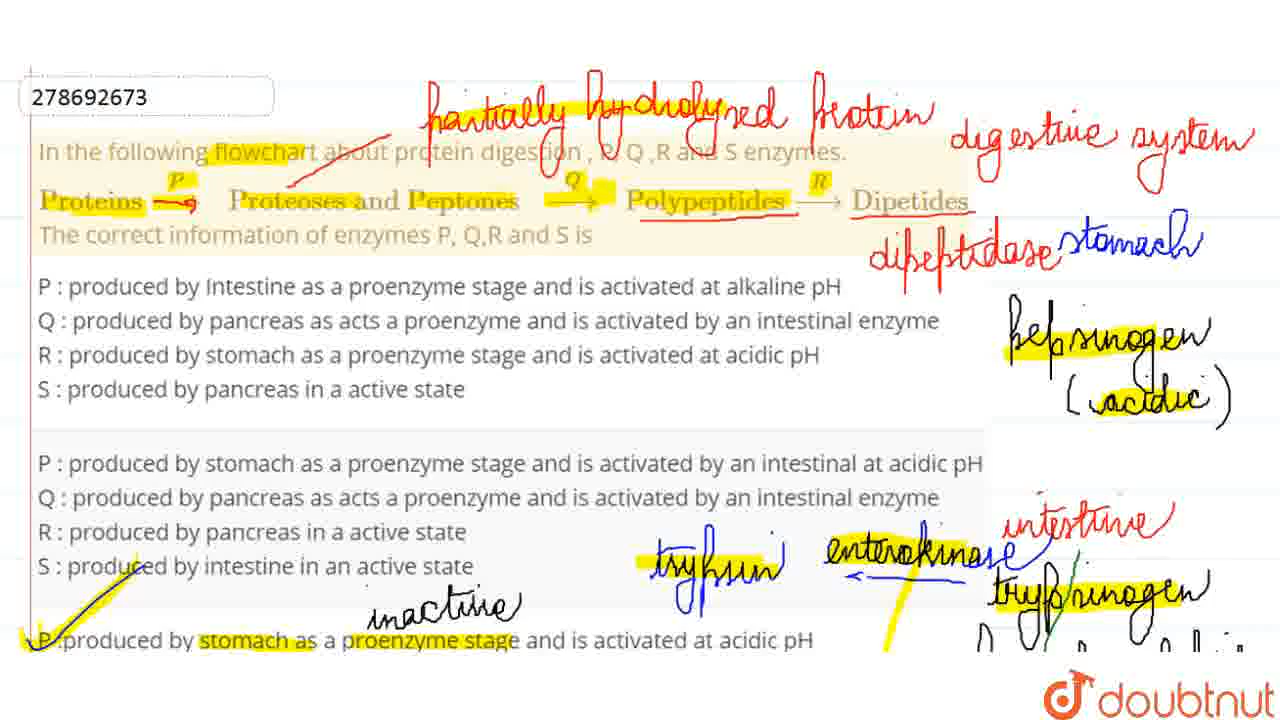 278692673
partially hydrolysed protein
digestive system
In the following flowchart about protein digestion , P, Q ,R and S enzymes.
Proteins P→ Proteoses and Peptones Q→ Polypeptides R→ Dipetides
The correct information of enzymes P, Q,R and S is
dipeptidase stomach
P : produced by Intestine as a proenzyme stage and is activated at alkaline pH
Q : produced by pancreas as acts a proenzyme and is activated by an intestinal enzyme
R : produced by stomach as a proenzyme stage and is activated at acidic pH
S : produced by pancreas in a active state
pepsinogen
(acidic)
P : produced by stomach as a proenzyme stage and is activated by an intestinal at acidic pH
Q : produced by pancreas as acts a proenzyme and is activated by an intestinal enzyme
R : produced by pancreas in a active state
S : produced by intestine in an active state
intestine
trypsin enterokinase
trypsinogen
inactive
P :produced by stomach as a proenzyme stage and is activated at acidic pH
doubtnut